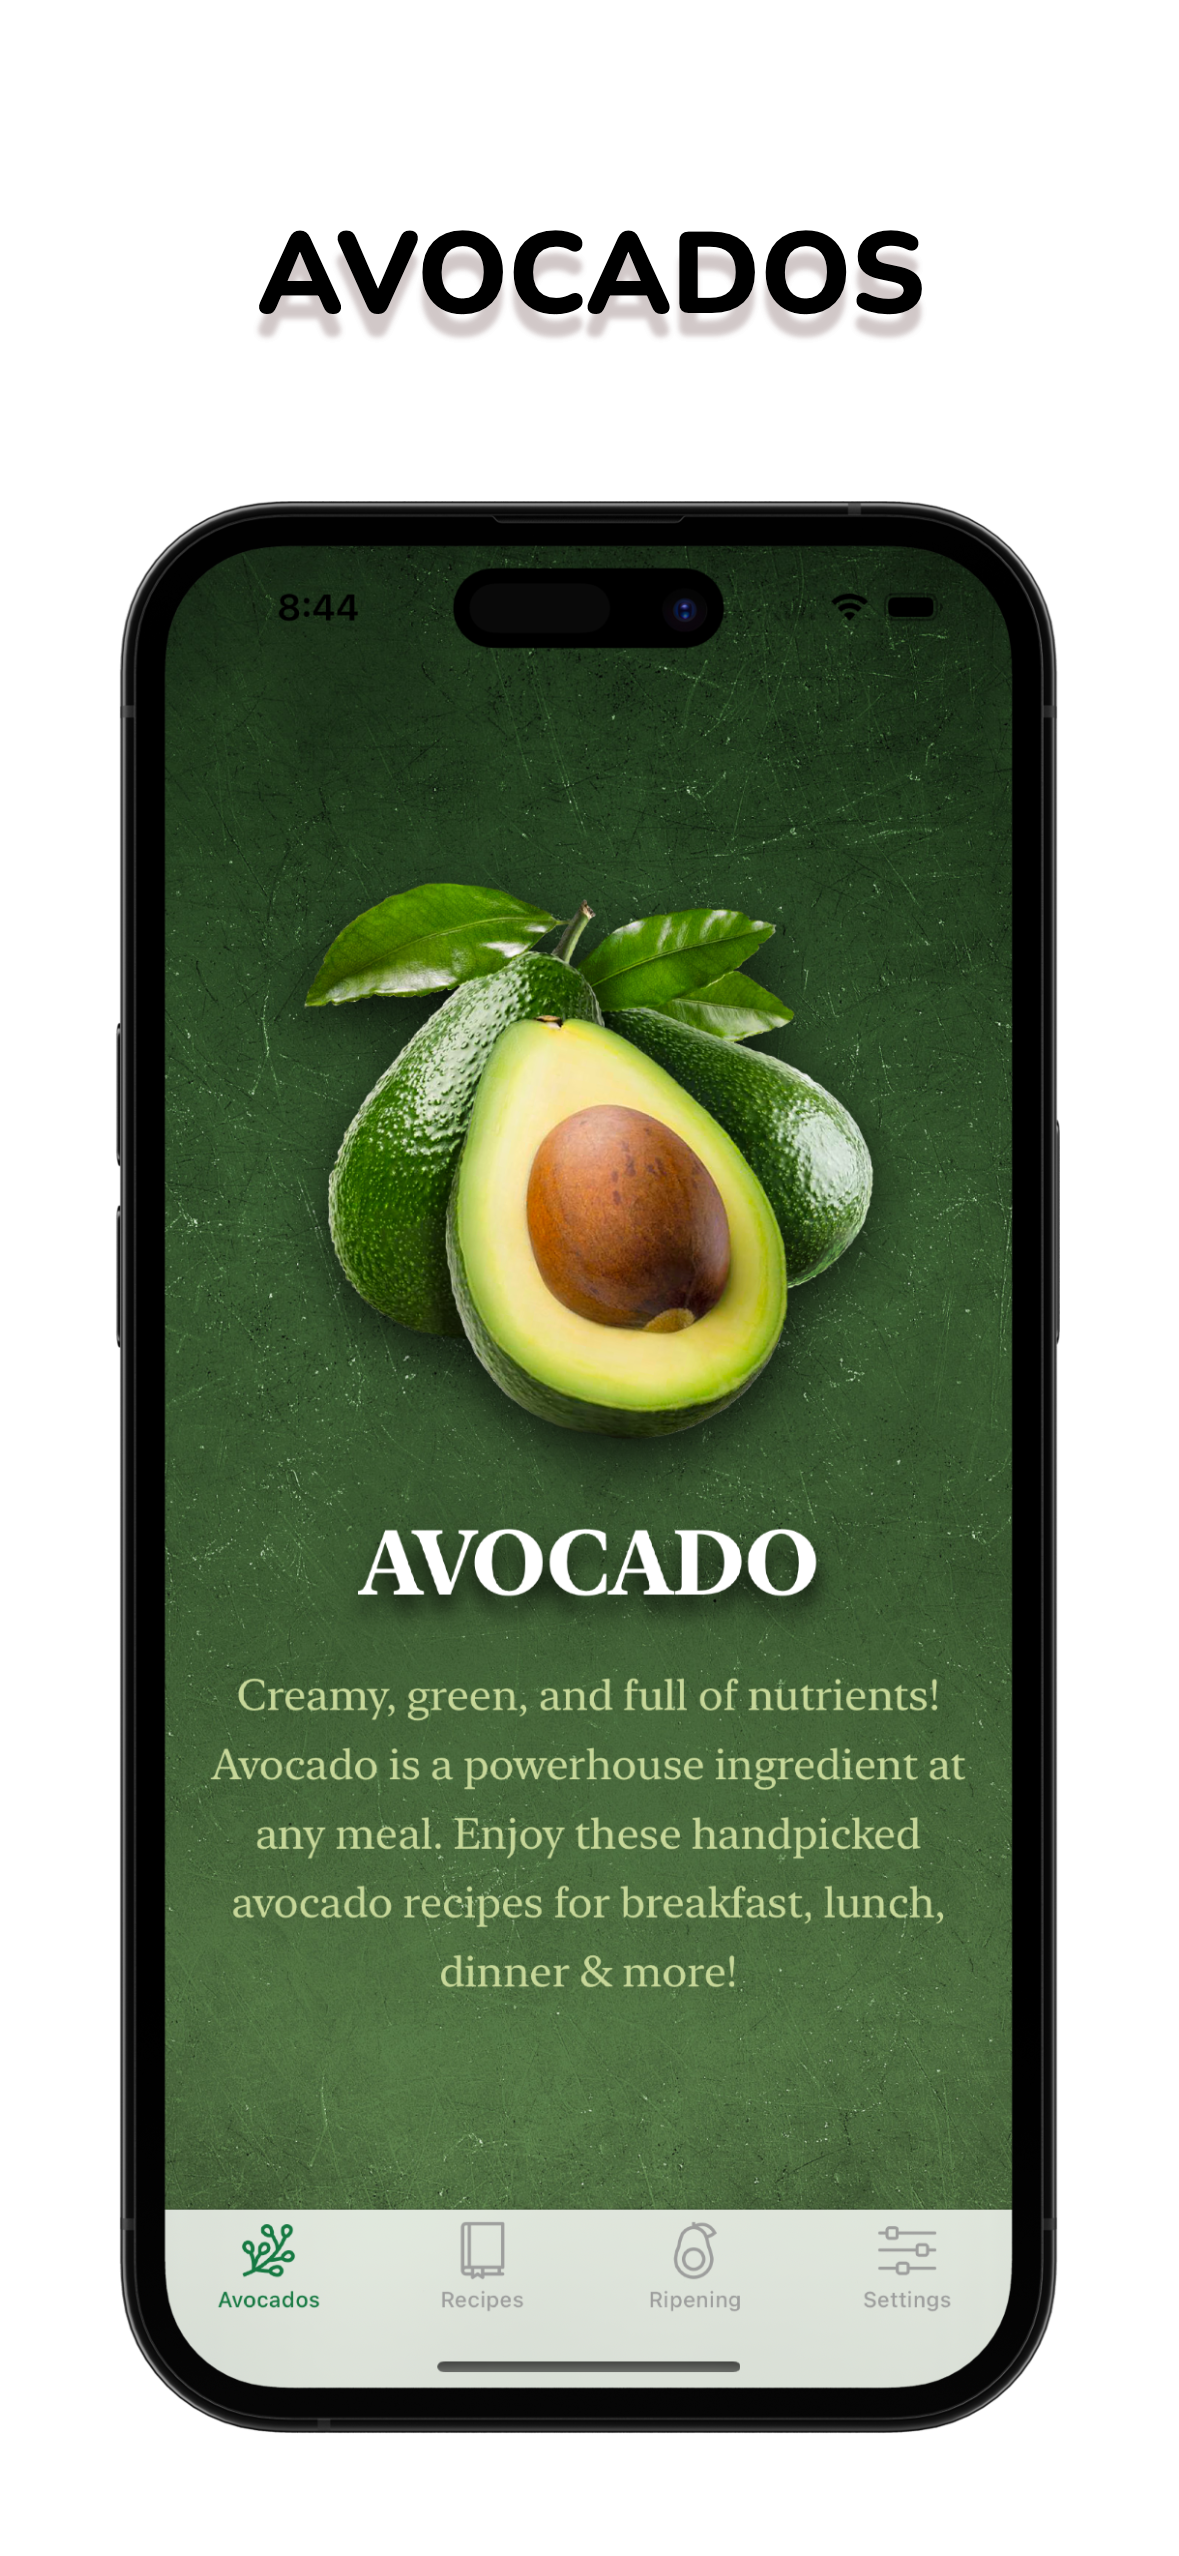 AVOCADOS
8:44
AVOCADO
Creamy, green, and full of nutrients!
Avocado is a powerhouse ingredient at
any meal. Enjoy these handpicked
avocado recipes for breakfast, lunch,
dinner & more!
Avocados Recipes Ripening Settings